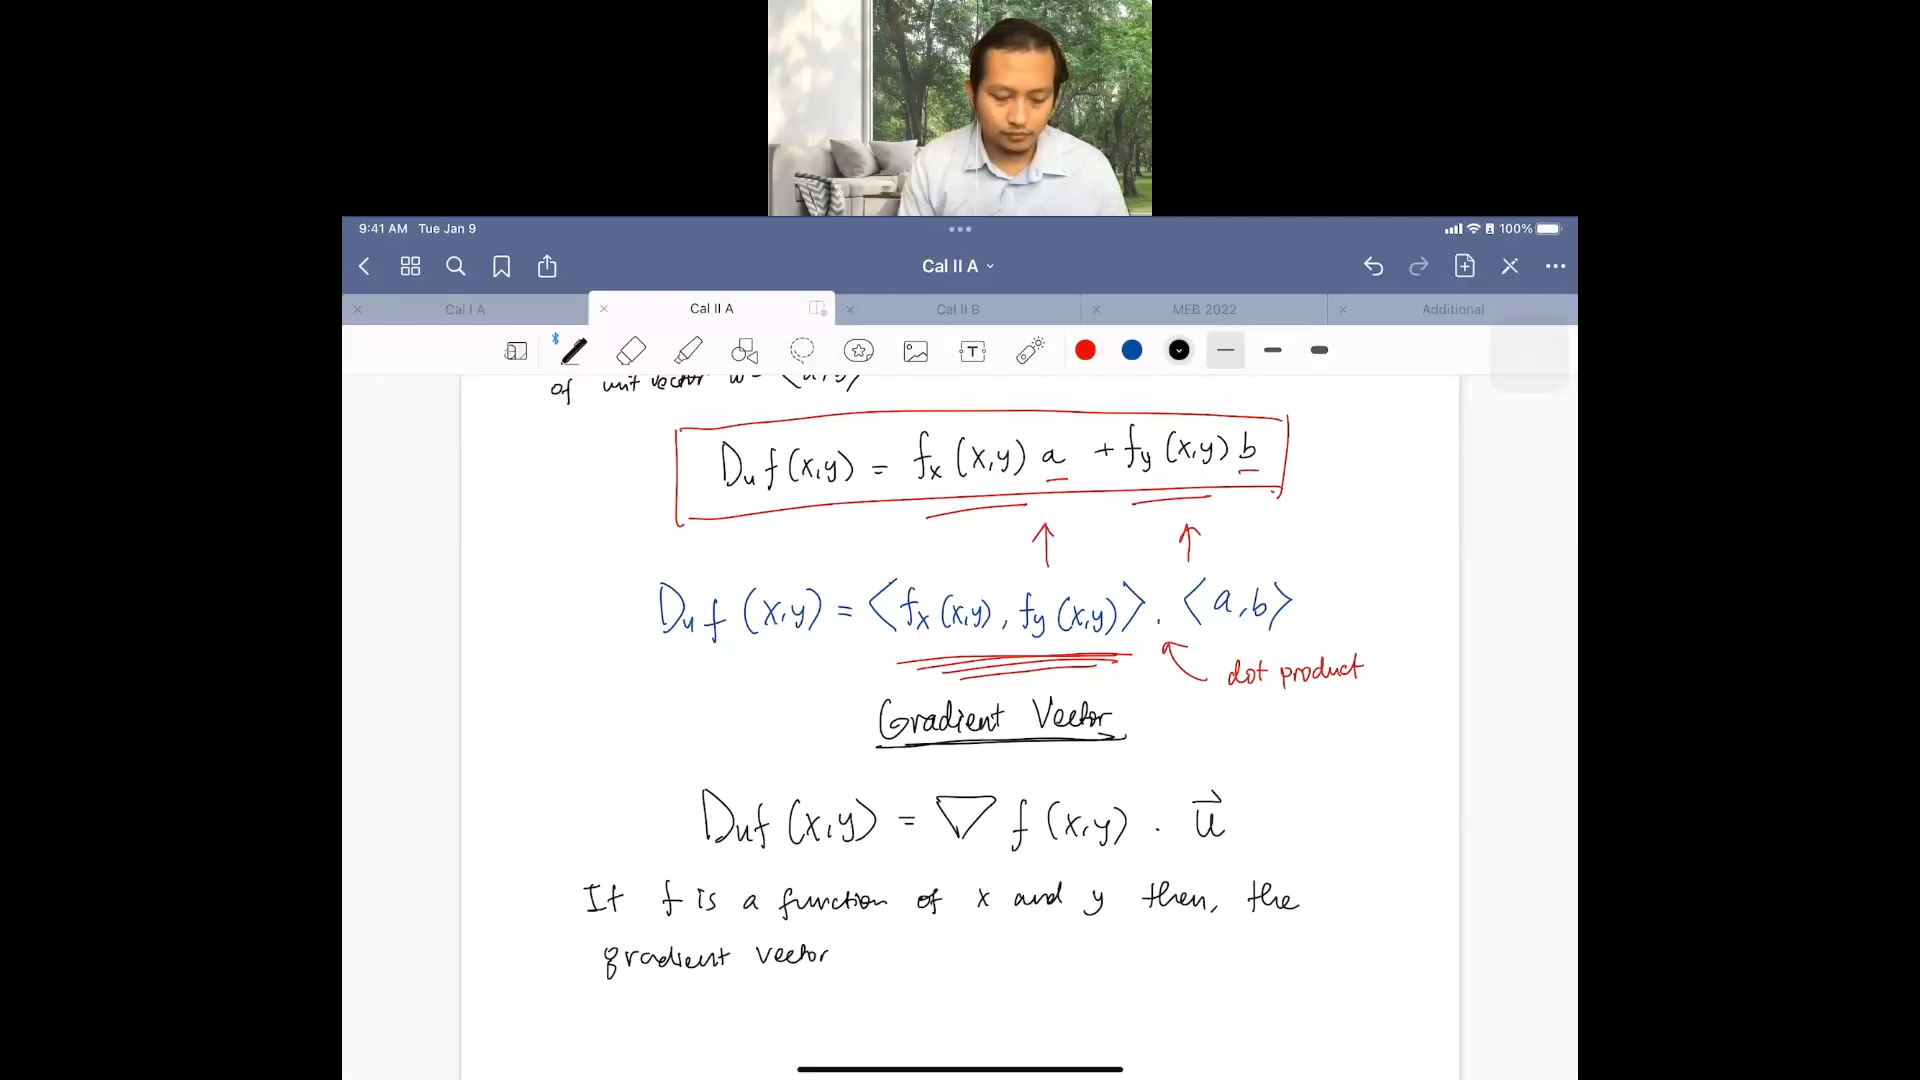 9:41 AM Tue Jan 9
100%
Cal II A
Cal I A
Cal II A
Cal II B
MEB 2022
Additional
T
of unit vector u = <a,b>
Duf(x,y) = fx(x,y) a + fy(x,y) b
Duf(x,y) = <fx(x,y), fy(x,y)> . <a,b>
dot product
Gradient Vector
Duf(x,y) = ▽f(x,y) . u⃗
If f is a function of x and y then, the
gradient vector